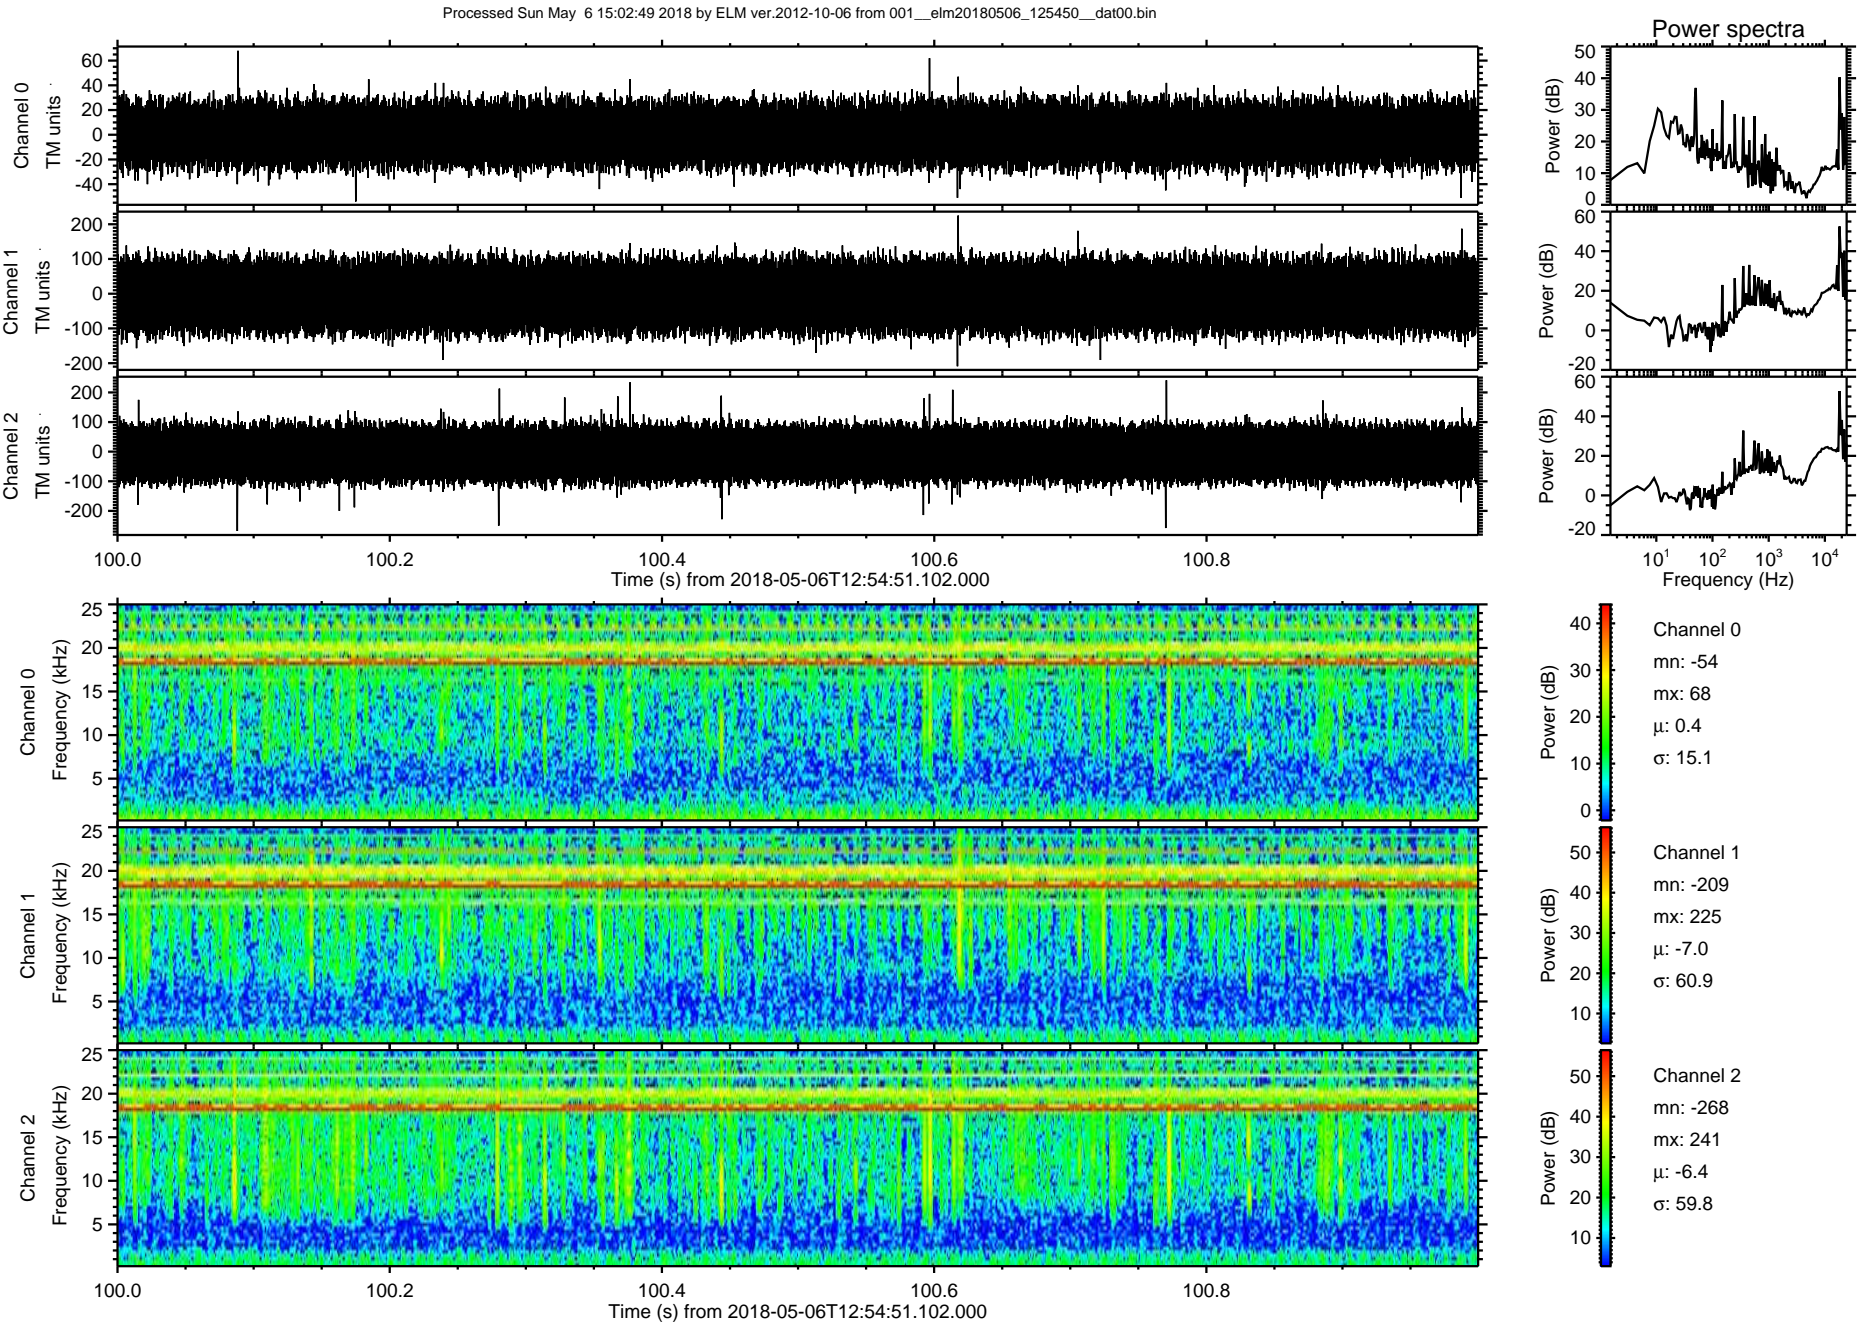 Processed Sun May  6 15:02:49 2018 by ELM ver.2012-10-06 from 001__elm20180506_125450__dat00.bin
Power spectra
Channel 0
TM units
60
40
20
0
-20
-40
Power (dB)
50
40
30
20
10
0
Channel 1
TM units
200
100
0
-100
-200
Power (dB)
60
40
20
0
-20
Channel 2
TM units
200
100
0
-100
-200
Power (dB)
60
40
20
0
-20
100.0 100.2 100.4 100.6 100.8
Time (s) from 2018-05-06T12:54:51.102.000
10^1 10^2 10^3 10^4
Frequency (Hz)
Channel 0
Frequency (kHz)
25
20
15
10
5
Power (dB)
40
30
20
10
0
Channel 0
mn: -54
mx: 68
μ: 0.4
σ: 15.1
Channel 1
Frequency (kHz)
25
20
15
10
5
Power (dB)
50
40
30
20
10
Channel 1
mn: -209
mx: 225
μ: -7.0
σ: 60.9
Channel 2
Frequency (kHz)
25
20
15
10
5
Power (dB)
50
40
30
20
10
Channel 2
mn: -268
mx: 241
μ: -6.4
σ: 59.8
100.0 100.2 100.4 100.6 100.8
Time (s) from 2018-05-06T12:54:51.102.000